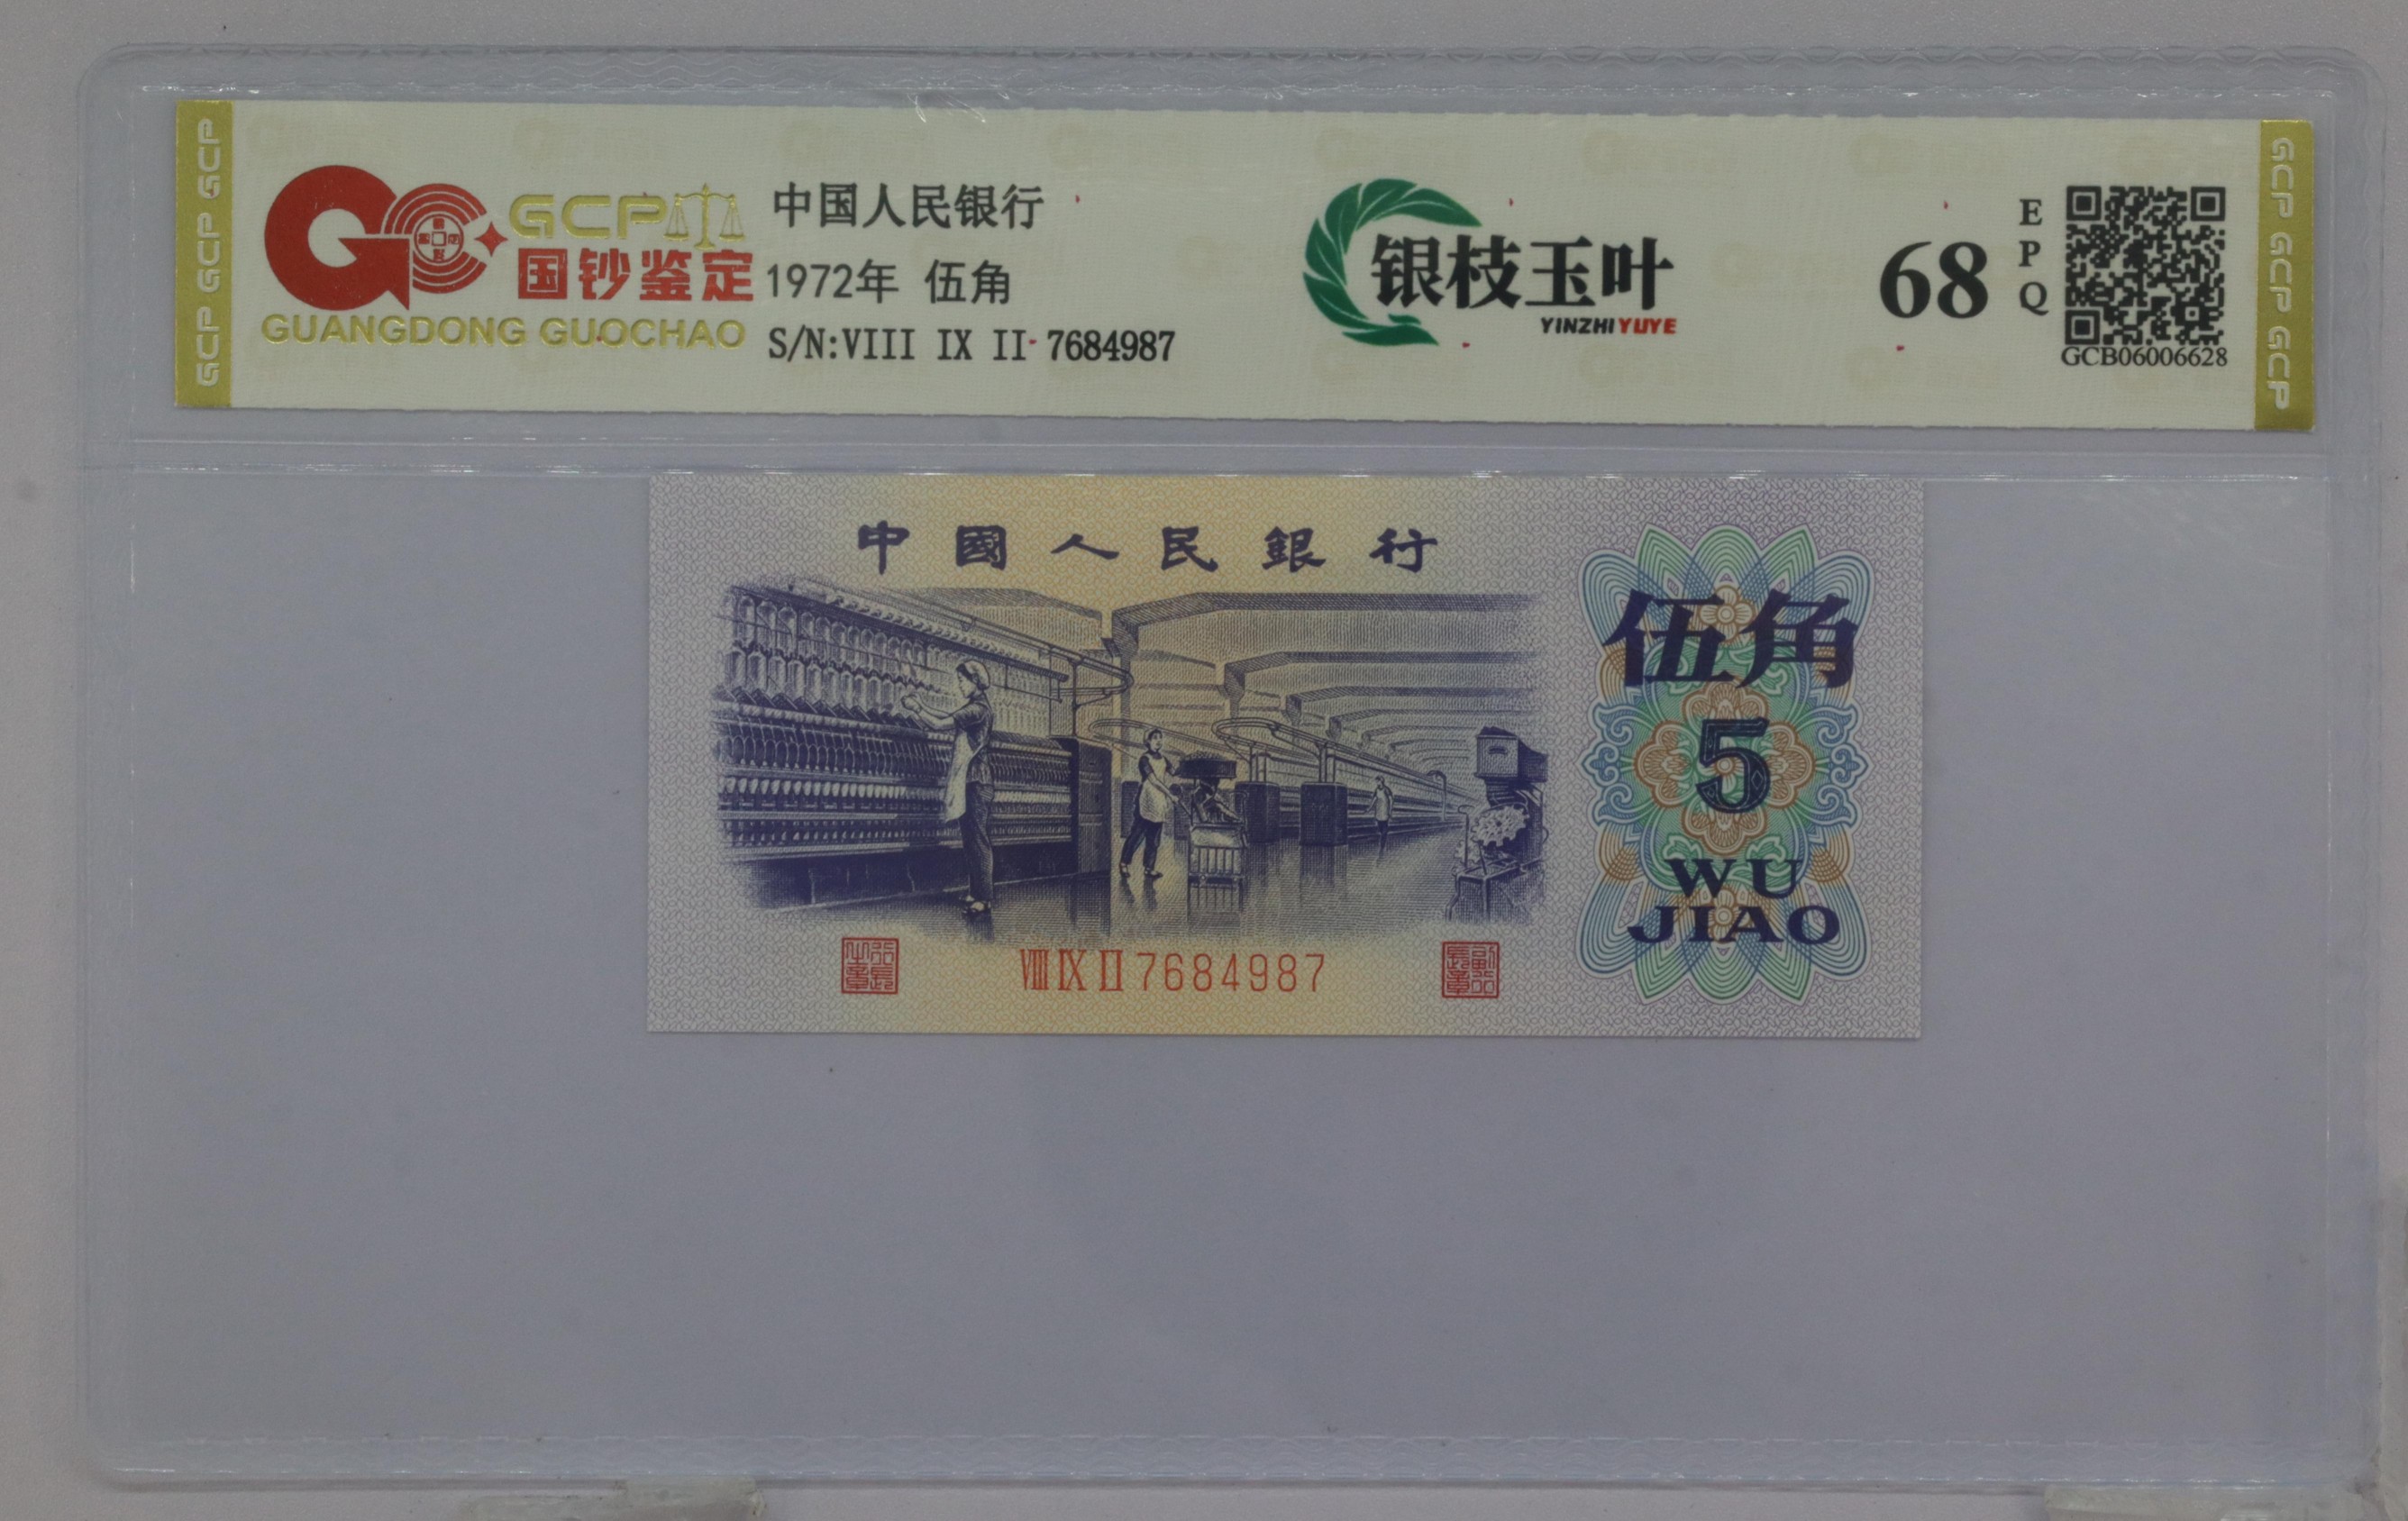 GCP GCP GCP
GCP
国钞鉴定
GUANGDONG GUOCHAO
中国人民银行
1972年 伍角
S/N:VIII IX II 7684987
银枝玉叶
YINZHIYUYE
68
EPQ
GCB06006628
GCP GCP GCP
中國人民銀行
伍角
5
WU
JIAO
VIII IX II 7684987